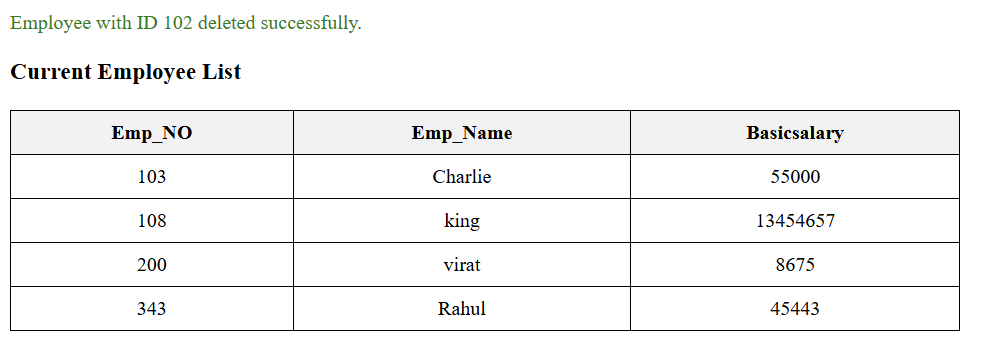 Employee with ID 102 deleted successfully.
Current Employee List
Emp_NO Emp_Name Basicsalary
103 Charlie 55000
108 king 13454657
200 virat 8675
343 Rahul 45443